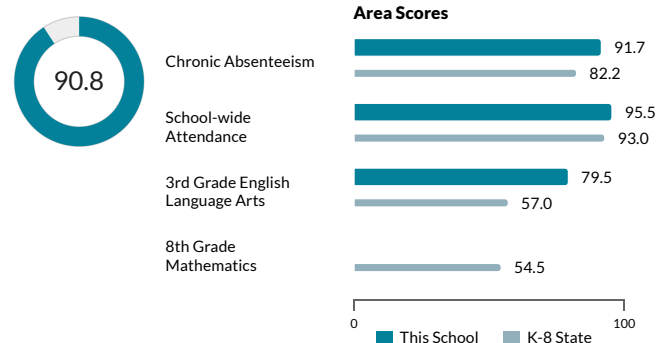 Area Scores
90.8
Chronic Absenteeism
91.7
82.2
School-wide
Attendance
95.5
93.0
3rd Grade English
Language Arts
79.5
57.0
8th Grade
Mathematics
54.5
0
100
This School
K-8 State